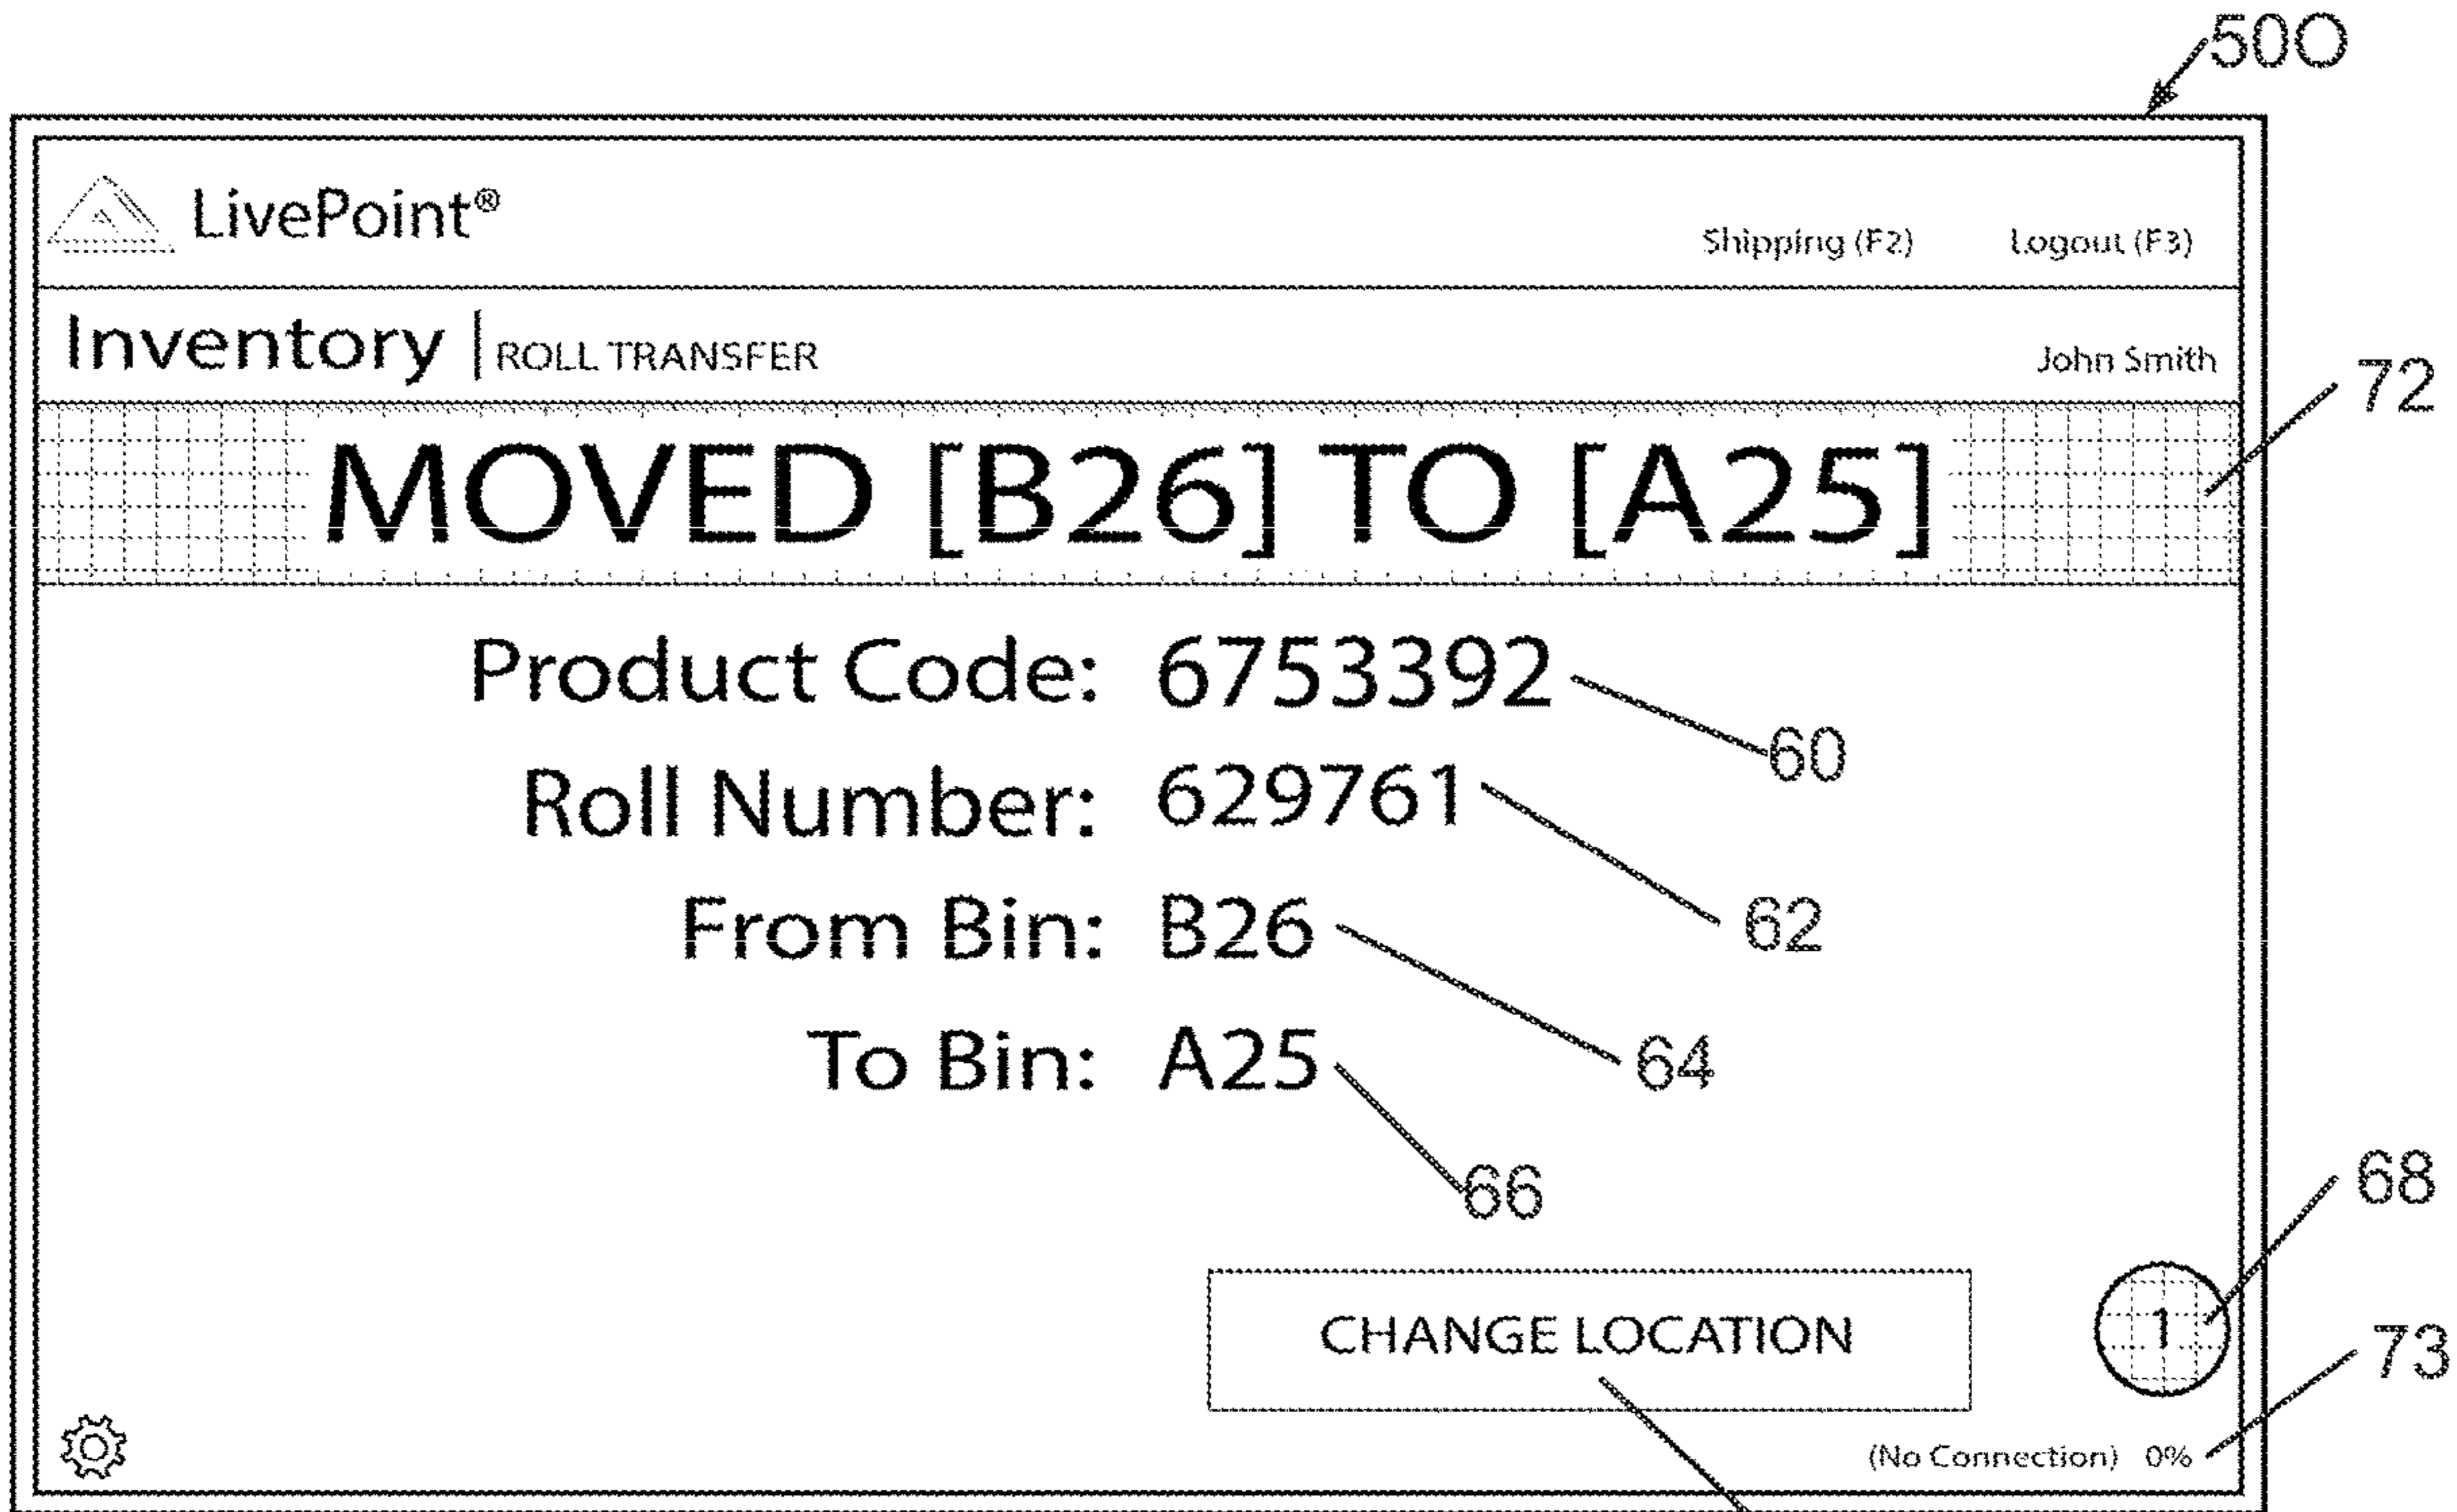 50O
LivePoint®
Shipping (F2) Logout (F3)
Inventory | ROLL TRANSFER John Smith
72
MOVED [B26] TO [A25]
Product Code: 6753392
60
Roll Number: 629761
62
From Bin: B26
64
To Bin: A25
66
68
CHANGE LOCATION
1
73
(No Connection) 0%